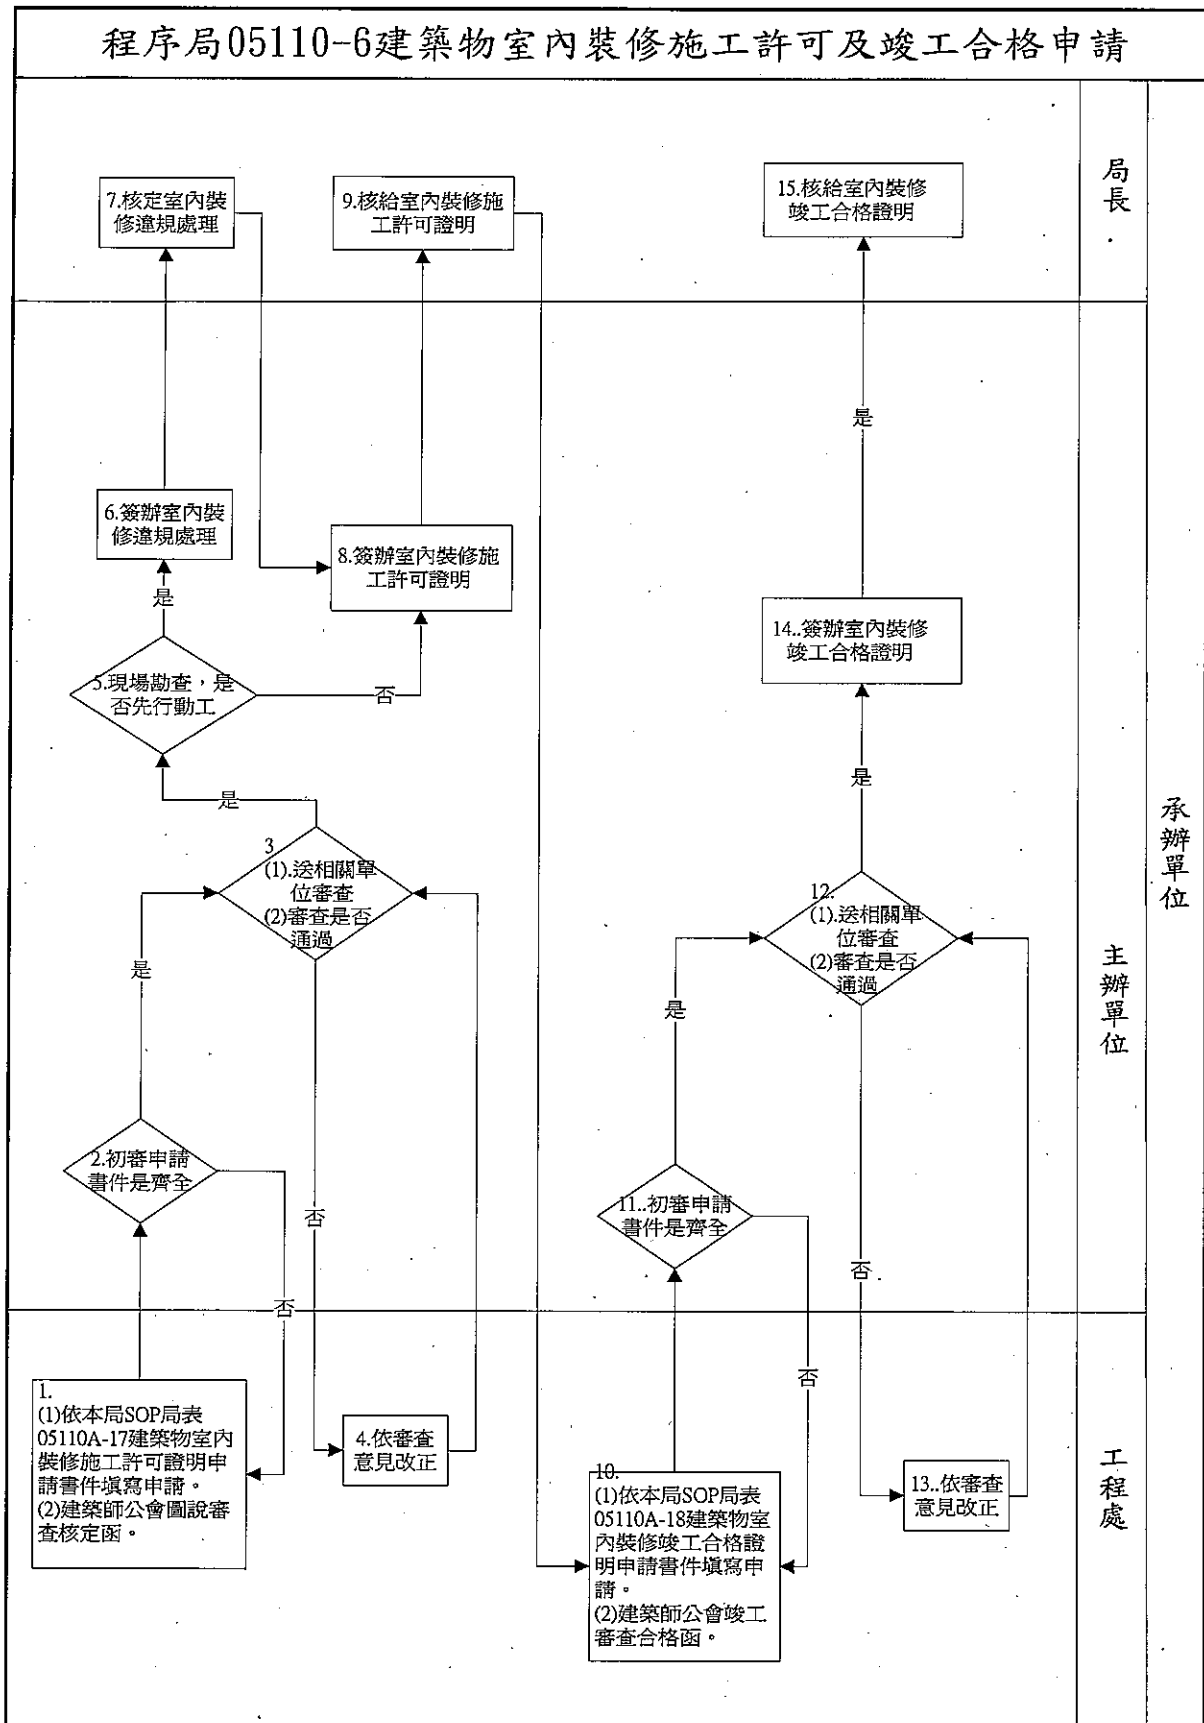 程序局05110-6建築物室內裝修施工許可及竣工合格申請
7.核定室內裝
修違規處理
9.核給室內裝修施
工許可證明
15.核給室內裝修
竣工合格證明
局長
是
6.簽辦室內裝
修違規處理
8.簽辦室內裝修施
工許可證明
是
14..簽辦室內裝修
竣工合格證明
5.現場勘查，是
否先行動工
否
是
是
3
(1).送相關單
位審查
(2)審查是否
通過
12.
(1).送相關單
位審查
(2)審查是否
通過
承辦單位
主辦單位
是
是
2.初審申請
書件是齊全
11..初審申請
書件是齊全
否
否
否
否
1.
(1)依本局SOP局表
05110A-17建築物室內
裝修施工許可證明申
請書件填寫申請。
(2)建築師公會圖說審
查核定函。
4.依審查
意見改正
10.
(1)依本局SOP局表
05110A-18建築物室
內裝修竣工合格證
明申請書件填寫申
請。
(2)建築師公會竣工
審查合格函。
13..依審查
意見改正
工程處